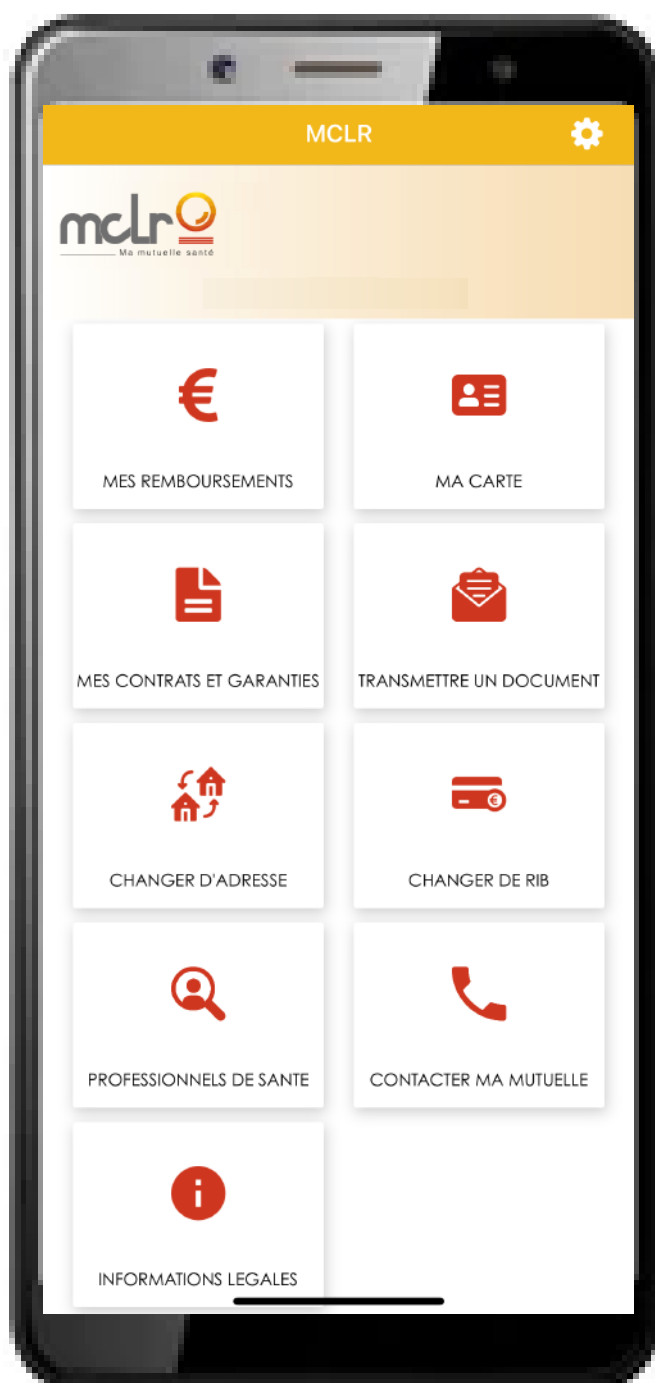 MCLR
mclr
Ma mutuelle santé
MES REMBOURSEMENTS
MA CARTE
MES CONTRATS ET GARANTIES
TRANSMETTRE UN DOCUMENT
CHANGER D'ADRESSE
CHANGER DE RIB
PROFESSIONNELS DE SANTE
CONTACTER MA MUTUELLE
INFORMATIONS LEGALES